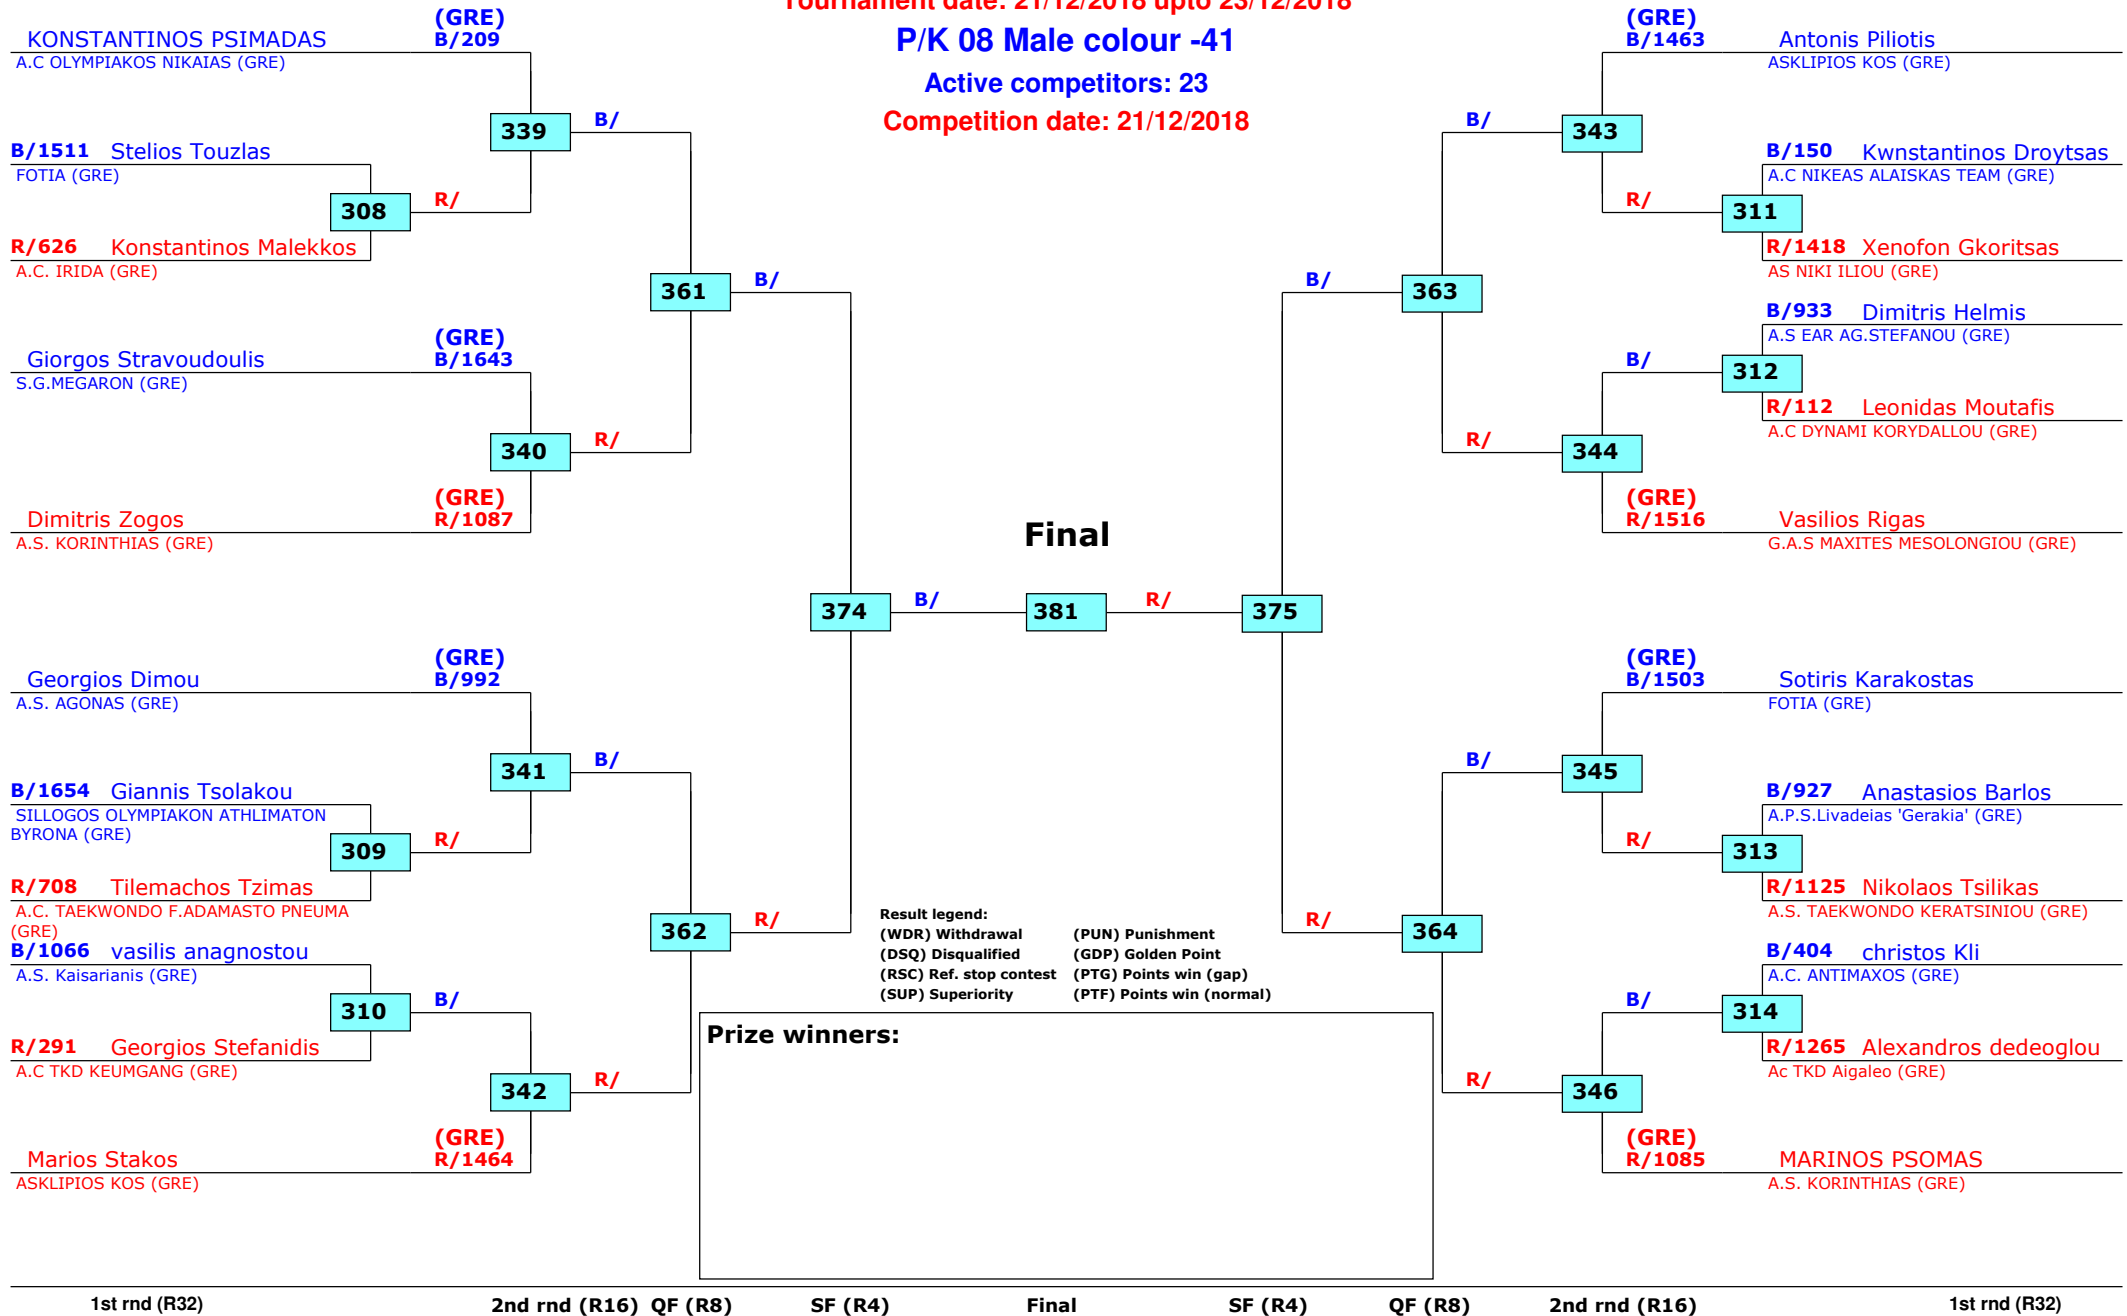 Tournament date: 21/12/2018 upto 23/12/2018
P/K 08 Male colour -41
Active competitors: 23
Competition date: 21/12/2018
KONSTANTINOS PSIMADAS
(GRE)
B/209
A.C OLYMPIAKOS NIKAIAS (GRE)
339
B/
B/1511 Stelios Touzlas
FOTIA (GRE)
308
R/
R/626 Konstantinos Malekkos
A.C. IRIDA (GRE)
361
B/
Giorgos Stravoudoulis
(GRE)
B/1643
S.G.MEGARON (GRE)
340
R/
Dimitris Zogos
(GRE)
R/1087
A.S. KORINTHIAS (GRE)
374
B/
Georgios Dimou
(GRE)
B/992
A.S. AGONAS (GRE)
341
B/
B/1654 Giannis Tsolakou
SILLOGOS OLYMPIAKON ATHLIMATON
BYRONA (GRE)
309
R/
R/708 Tilemachos Tzimas
A.C. TAEKWONDO F.ADAMASTO PNEUMA
(GRE)
362
R/
B/1066 vasilis anagnostou
A.S. Kaisarianis (GRE)
310
B/
R/291 Georgios Stefanidis
A.C TKD KEUMGANG (GRE)
342
R/
Marios Stakos
(GRE)
R/1464
ASKLIPIOS KOS (GRE)
Final
381
R/
375
(GRE)
B/1463
Antonis Piliotis
ASKLIPIOS KOS (GRE)
B/
343
B/150 Kwnstantinos Droytsas
A.C NIKEAS ALAISKAS TEAM (GRE)
R/
311
R/1418 Xenofon Gkoritsas
AS NIKI ILIOU (GRE)
B/
363
B/933 Dimitris Helmis
A.S EAR AG.STEFANOU (GRE)
B/
312
R/112 Leonidas Moutafis
A.C DYNAMI KORYDALLOU (GRE)
R/
344
(GRE)
R/1516
Vasilios Rigas
G.A.S MAXITES MESOLONGIOU (GRE)
(GRE)
B/1503
Sotiris Karakostas
FOTIA (GRE)
B/
345
B/927 Anastasios Barlos
A.P.S.Livadeias 'Gerakia' (GRE)
R/
313
R/1125 Nikolaos Tsilikas
A.S. TAEKWONDO KERATSINIOU (GRE)
R/
364
B/404 christos Kli
A.C. ANTIMAXOS (GRE)
B/
314
R/1265 Alexandros dedeoglou
Ac TKD Aigaleo (GRE)
R/
346
(GRE)
R/1085
MARINOS PSOMAS
A.S. KORINTHIAS (GRE)
Result legend:
(WDR) Withdrawal (PUN) Punishment
(DSQ) Disqualified (GDP) Golden Point
(RSC) Ref. stop contest (PTG) Points win (gap)
(SUP) Superiority (PTF) Points win (normal)
Prize winners:
1st rnd (R32) 2nd rnd (R16) QF (R8) SF (R4) Final SF (R4) QF (R8) 2nd rnd (R16) 1st rnd (R32)